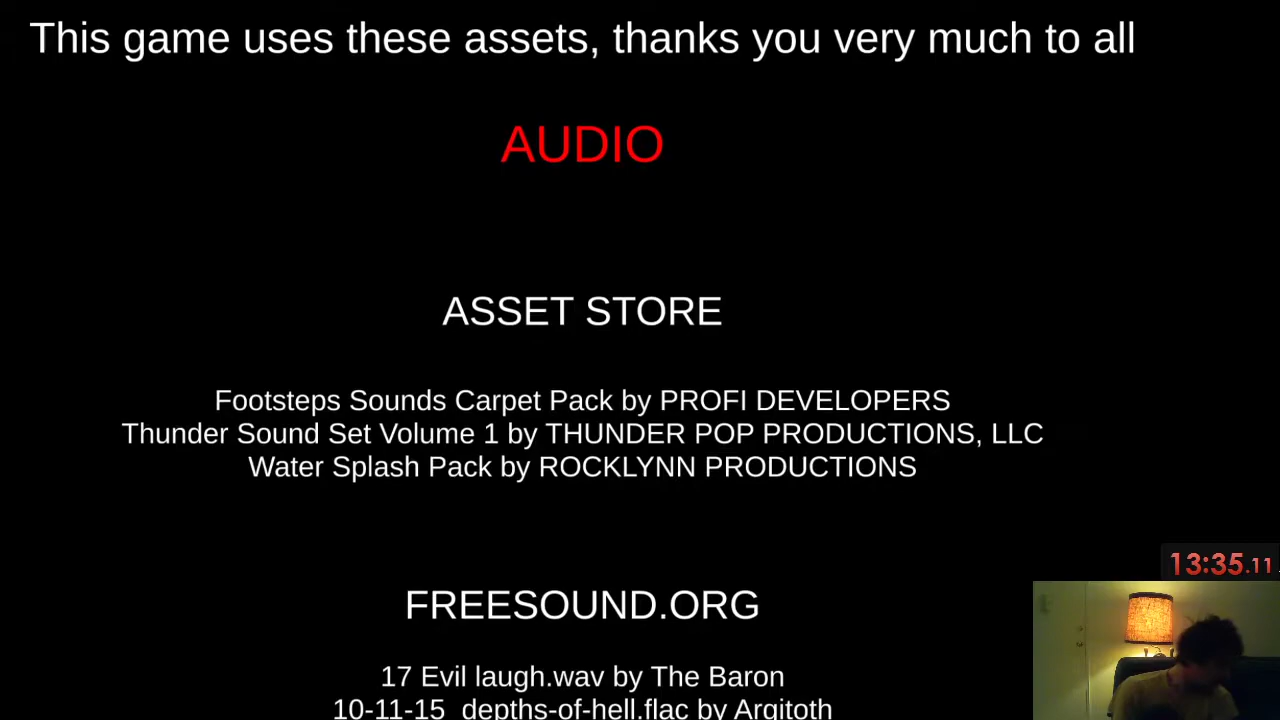 This game uses these assets, thanks you very much to all
AUDIO
ASSET STORE
Footsteps Sounds Carpet Pack by PROFI DEVELOPERS
Thunder Sound Set Volume 1 by THUNDER POP PRODUCTIONS, LLC
Water Splash Pack by ROCKLYNN PRODUCTIONS
13:35.11
FREESOUND.ORG
17 Evil laugh.wav by The Baron
10-11-15_depths-of-hell.flac by Argitoth